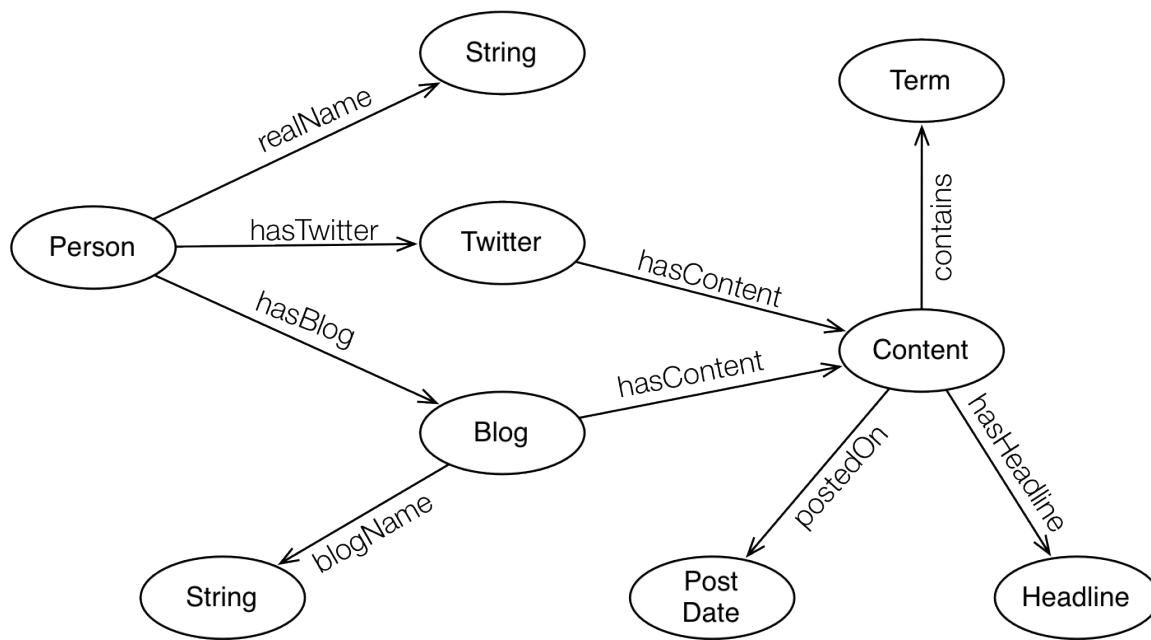 String
Term
realName
Person
hasTwitter
Twitter
contains
hasContent
hasBlog
Content
hasContent
Blog
hasHeadline
postedOn
blogName
String
Post
Date
Headline